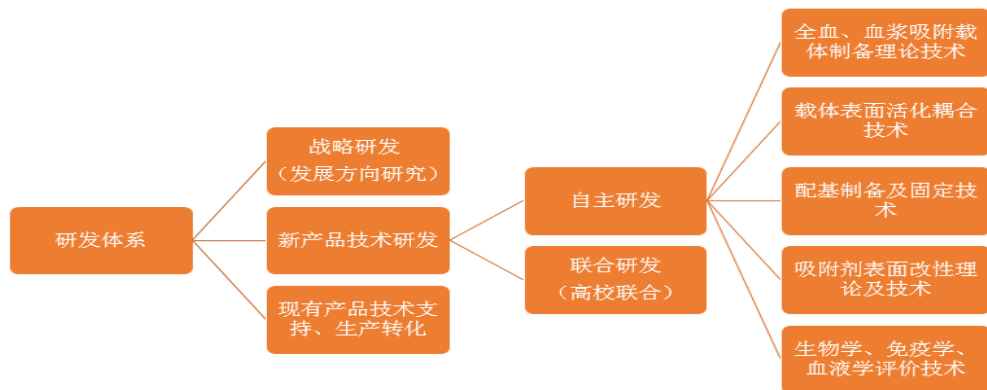 研发体系
战略研发
（发展方向研究）
新产品技术研发
现有产品技术支
持、生产转化
自主研发
联合研发
（高校联合）
全血、血浆吸附载
体制备理论技术
载体表面活化耦合
技术
配基制备及固定技
术
吸附剂表面改性理
论及技术
生物学、免疫学、
血液学评价技术